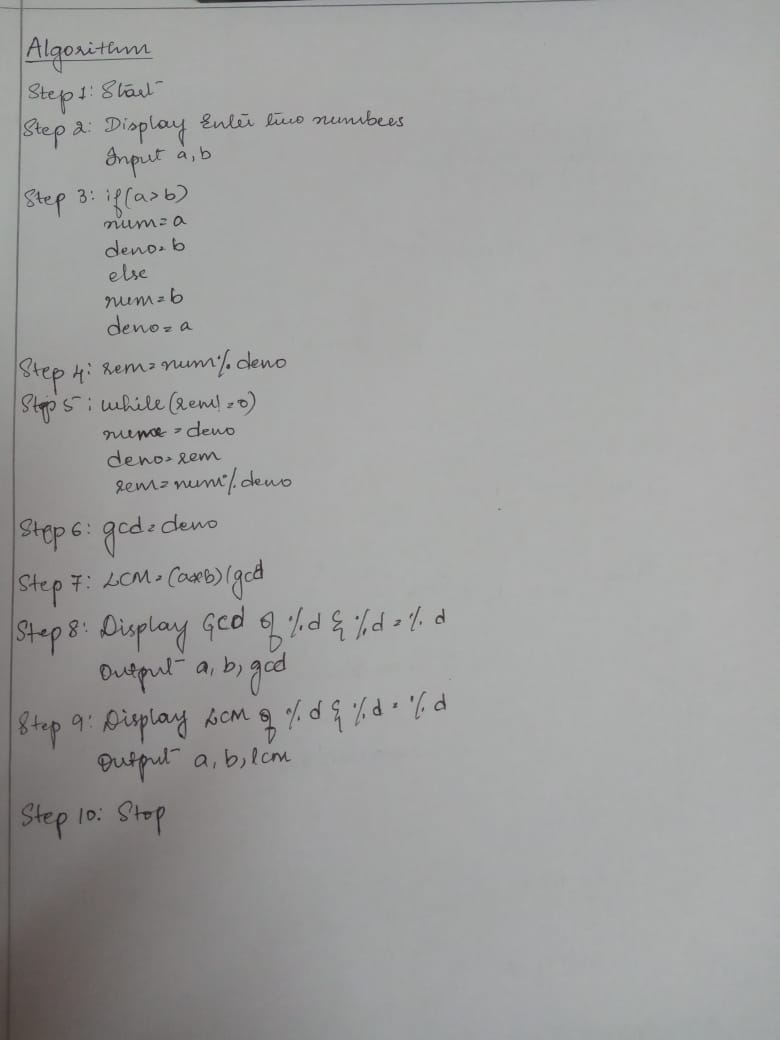 Algorithm
Step 1: Start
Step 2: Display Enter two numbers
Input a, b
Step 3: if(a>b)
num=a
deno=b
else
num=b
deno=a
Step 4: rem=num%deno
Step 5: while(rem!=0)
num=deno
deno=rem
rem=num%deno
Step 6: gcd=deno
Step 7: LCM=(a*b)/gcd
Step 8: Display Gcd of %d & %d=%d
Output a, b, gcd
Step 9: Display LCM of %d & %d=%d
Output a, b, lcm
Step 10: Stop